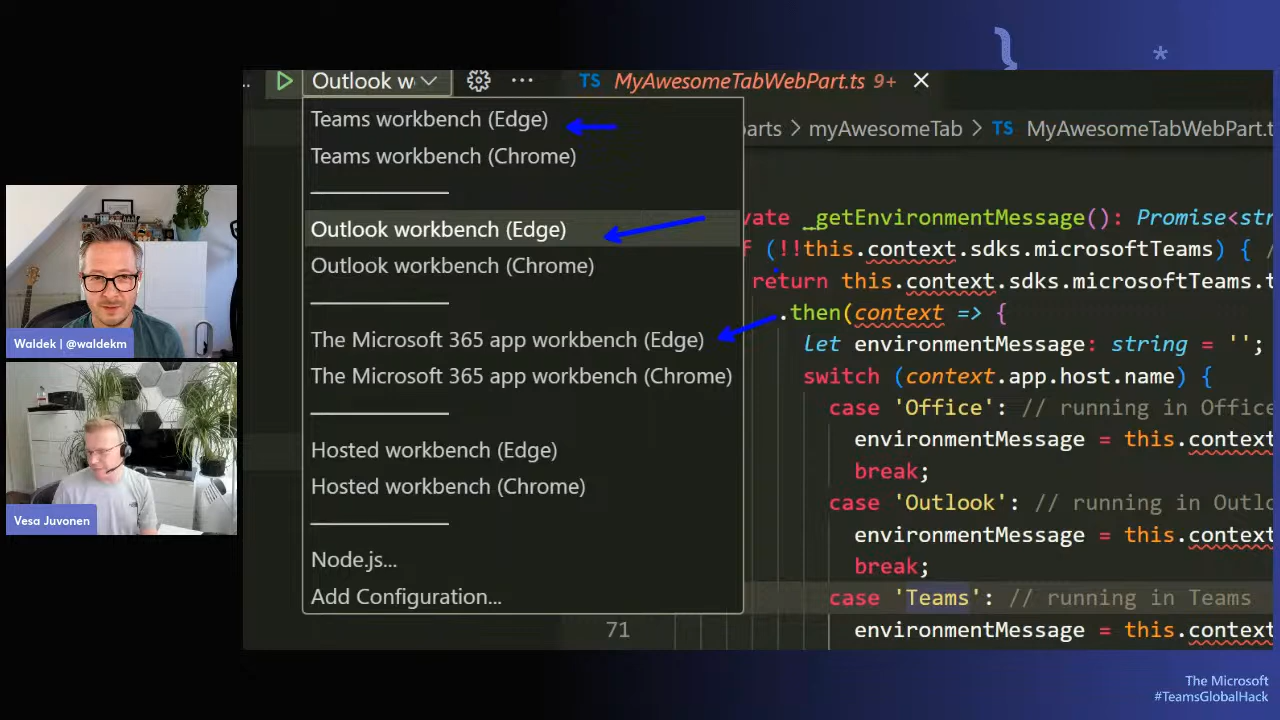 } *
.. Outlook w ··· TS MyAwesomeTabWebPart.ts 9+ ×
Teams workbench (Edge)
Teams workbench (Chrome)
Outlook workbench (Edge)
Outlook workbench (Chrome)
The Microsoft 365 app workbench (Edge)
The Microsoft 365 app workbench (Chrome)
Hosted workbench (Edge)
Hosted workbench (Chrome)
Node.js...
Add Configuration...
parts > myAwesomeTab > TS MyAwesomeTabWebPart.t
vate _getEnvironmentMessage(): Promise<str
f (!!this.context.sdks.microsoftTeams) { /
return this.context.sdks.microsoftTeams.t
.then(context => {
let environmentMessage: string = '';
switch (context.app.host.name) {
case 'Office': // running in Office
environmentMessage = this.context
break;
case 'Outlook': // running in Outlo
environmentMessage = this.context
break;
case 'Teams': // running in Teams
71 environmentMessage = this.context
Waldek | @waldekm
Vesa Juvonen
The Microsoft
#TeamsGlobalHack